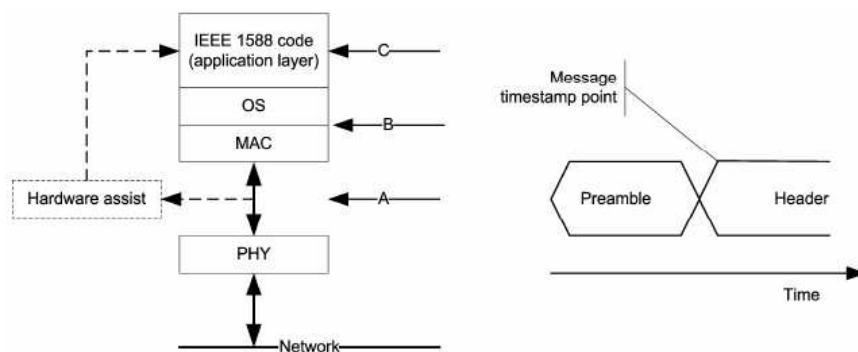 IEEE 1588 code
(application layer)
C
OS
B
MAC
Hardware assist
A
PHY
Network
Message
timestamp point
Preamble
Header
Time